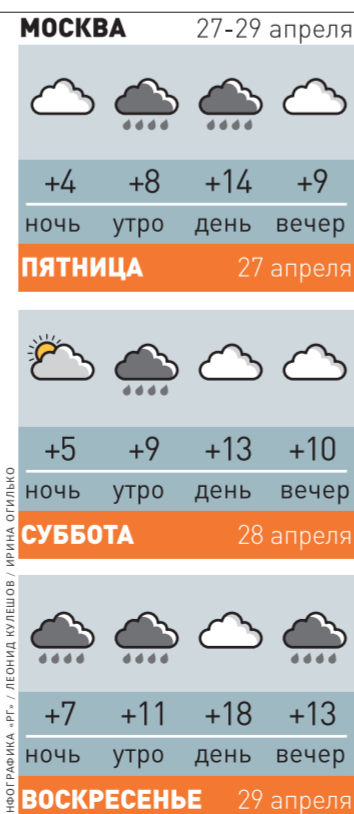 МОСКВА 27-29 апреля
+4 +8 +14 +9
ночь утро день вечер
ПЯТНИЦА 27 апреля
+5 +9 +13 +10
ночь утро день вечер
СУББОТА 28 апреля
+7 +11 +18 +13
ночь утро день вечер
ВОСКРЕСЕНЬЕ 29 апреля
НФОГРАФИКА «РГ» / ЛЕОНИД КУЛЕШОВ / ИРИНА ОГИЛЬКО